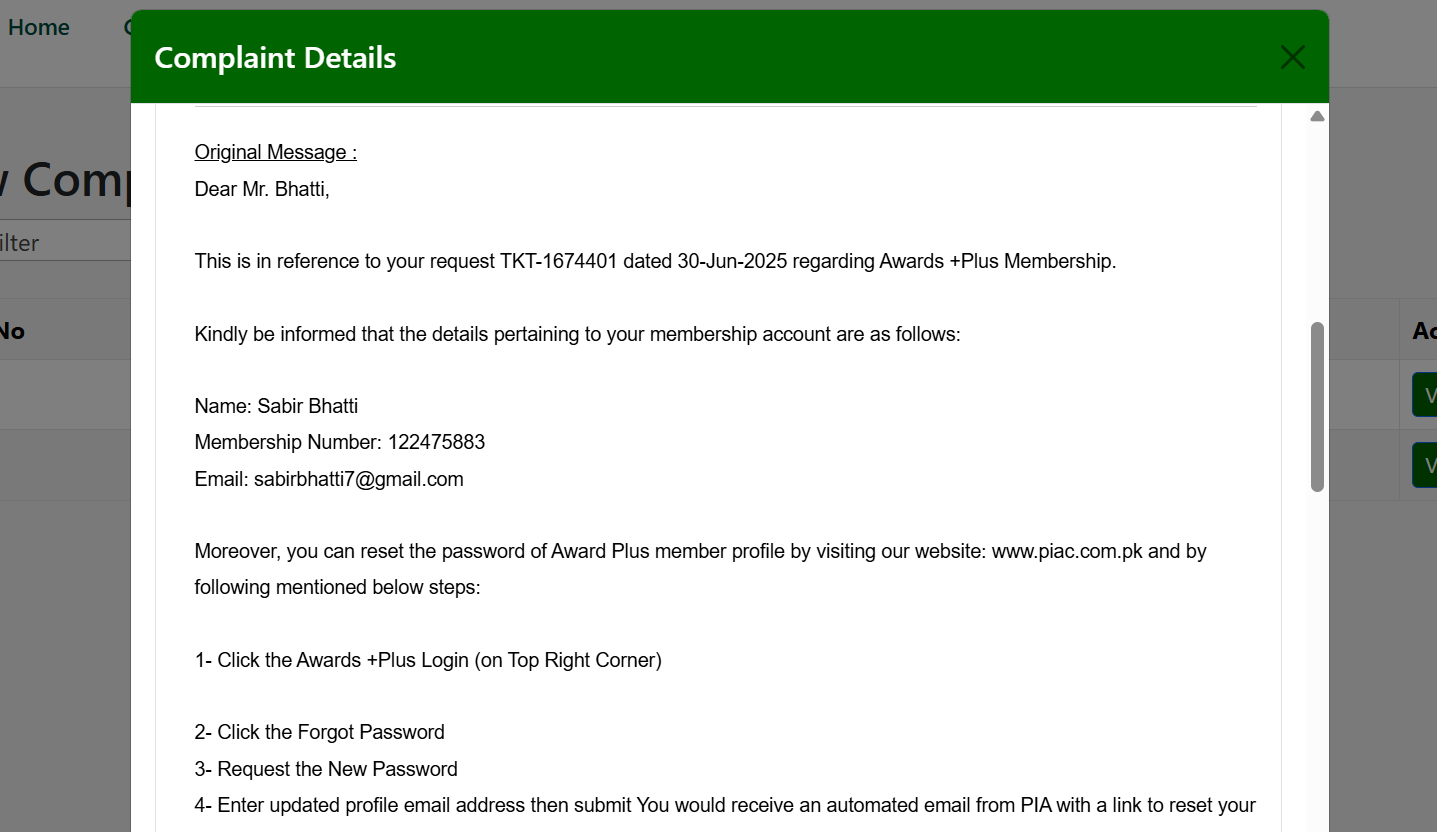 Home
Complaint Details
Original Message :
Dear Mr. Bhatti,
This is in reference to your request TKT-1674401 dated 30-Jun-2025 regarding Awards +Plus Membership.
Kindly be informed that the details pertaining to your membership account are as follows:
Name: Sabir Bhatti
Membership Number: 122475883
Email: sabirbhatti7@gmail.com
Moreover, you can reset the password of Award Plus member profile by visiting our website: www.piac.com.pk and by
following mentioned below steps:
1- Click the Awards +Plus Login (on Top Right Corner)
2- Click the Forgot Password
3- Request the New Password
4- Enter updated profile email address then submit You would receive an automated email from PIA with a link to reset your
No